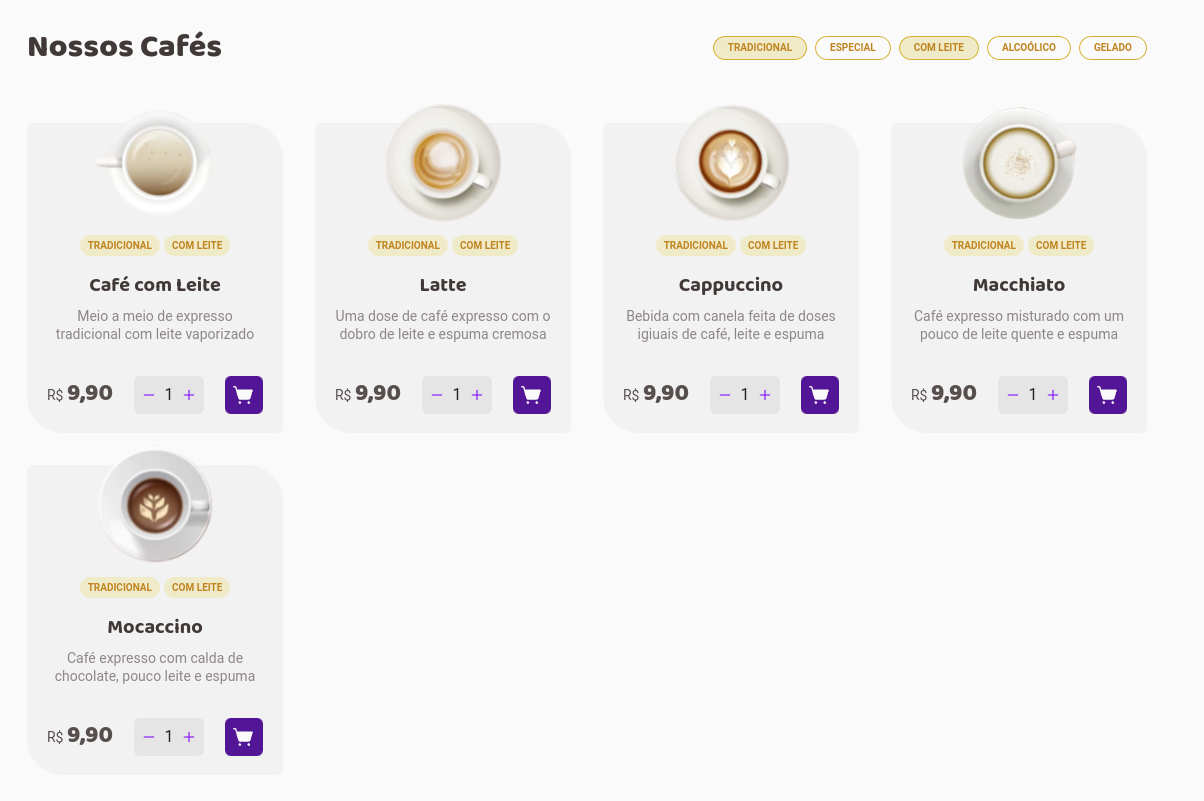 Nossos Cafés
TRADICIONAL ESPECIAL COM LEITE ALCOÓLICO GELADO
TRADICIONAL COM LEITE
Café com Leite
Meio a meio de expresso
tradicional com leite vaporizado
R$ 9,90 − 1 +
TRADICIONAL COM LEITE
Latte
Uma dose de café expresso com o
dobro de leite e espuma cremosa
R$ 9,90 − 1 +
TRADICIONAL COM LEITE
Cappuccino
Bebida com canela feita de doses
igiuais de café, leite e espuma
R$ 9,90 − 1 +
TRADICIONAL COM LEITE
Macchiato
Café expresso misturado com um
pouco de leite quente e espuma
R$ 9,90 − 1 +
TRADICIONAL COM LEITE
Mocaccino
Café expresso com calda de
chocolate, pouco leite e espuma
R$ 9,90 − 1 +